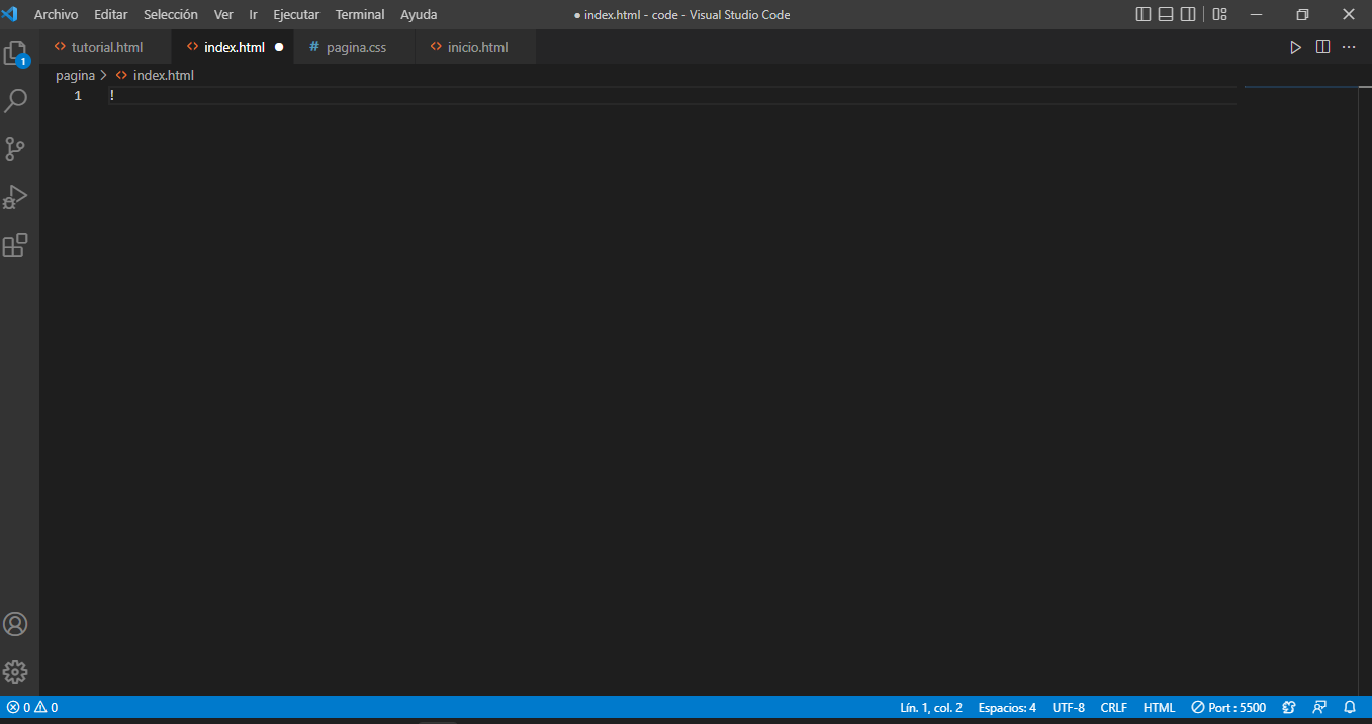 Archivo Editar Selección Ver Ir Ejecutar Terminal Ayuda ● index.html - code - Visual Studio Code
tutorial.html index.html pagina.css inicio.html
1
pagina > index.html
1 !
0 0 Lín. 1, col. 2 Espacios: 4 UTF-8 CRLF HTML Port : 5500